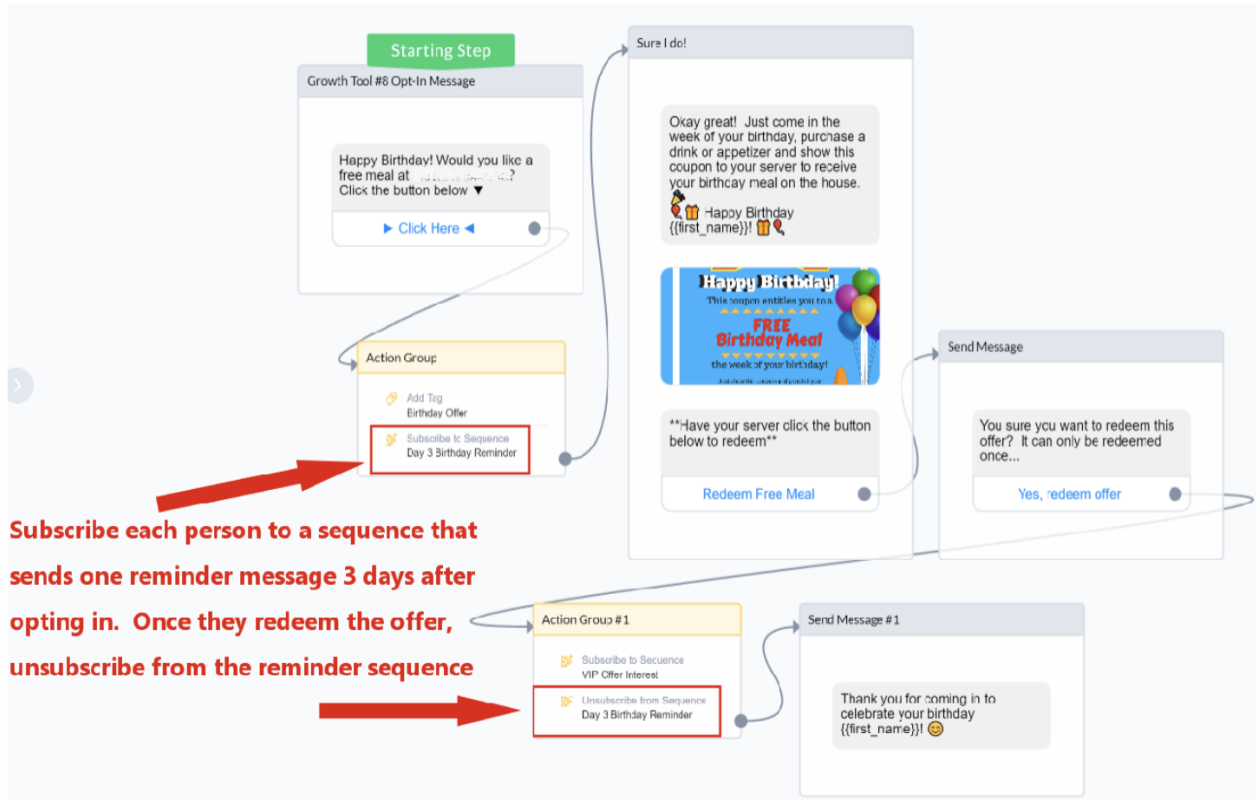 Starting Step
Growth Tool #8 Opt-In Message
Happy Birthday! Would you like a
free meal at ?
Click the button below ▼
► Click Here ◄
Action Group
Add Tag
Birthday Offer
Subscribe to Sequence
Day 3 Birthday Reminder
Sure I do!
Okay great! Just come in the
week of your birthday, purchase a
drink or appetizer and show this
coupon to your server to receive
your birthday meal on the house.
🎉
🎈🎁 Happy Birthday
{{first_name}}! 🎁🎈
Happy Birthday!
This coupon entitles you to a
FREE
Birthday Meal
the week of your birthday!
**Have your server click the button
below to redeem**
Redeem Free Meal
Send Message
You sure you want to redeem this
offer? It can only be redeemed
once...
Yes, redeem offer
Subscribe each person to a sequence that
sends one reminder message 3 days after
opting in. Once they redeem the offer,
unsubscribe from the reminder sequence
Action Group #1
Subscribe to Sequence
VIP Offer Interest
Unsubscribe from Sequence
Day 3 Birthday Reminder
Send Message #1
Thank you for coming in to
celebrate your birthday
{{first_name}}! 😊